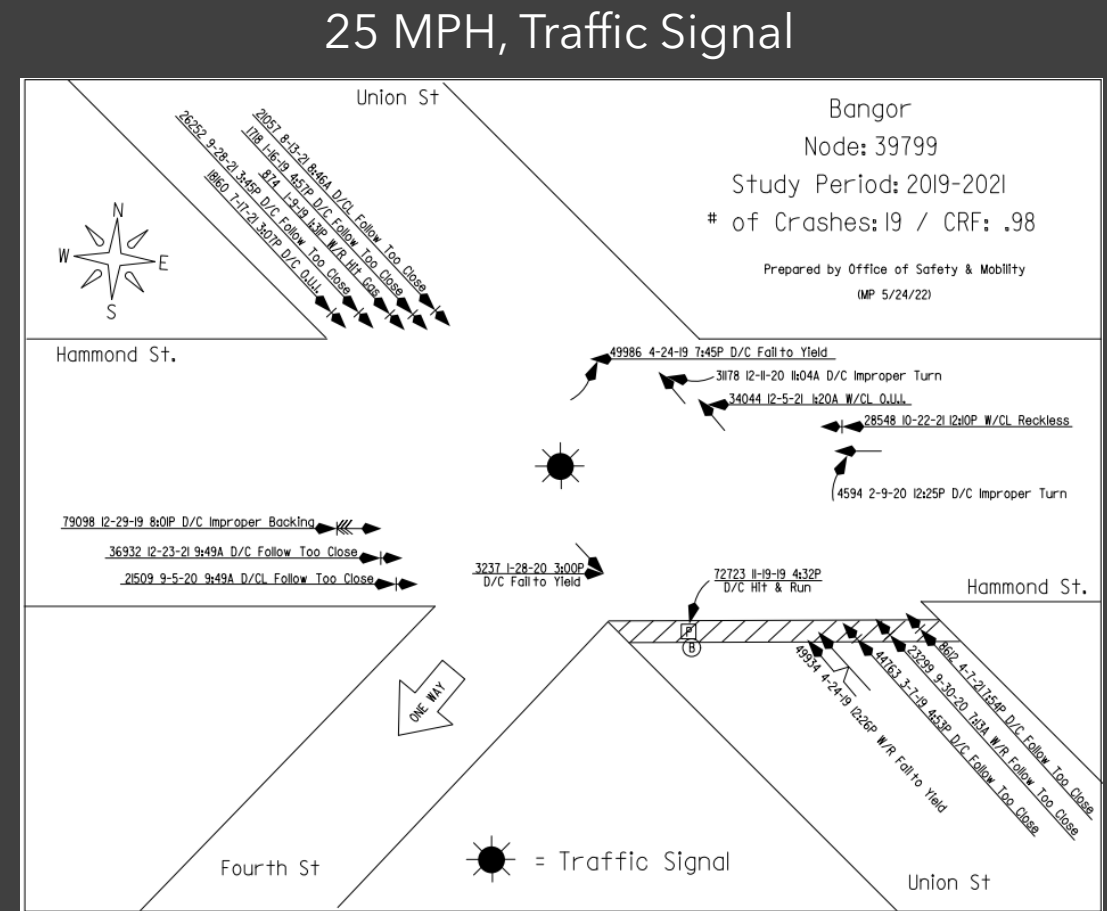 25 MPH, Traffic Signal
Union St
Bangor
Node: 39799
Study Period: 2019-2021
# of Crashes: 19 / CRF: .98
Prepared by Office of Safety & Mobility
(MP 5/24/22)
21057 8-13-21 8:46A D/CL Follow Too Close
1718 1-16-19 4:57P D/C Follow Too Close
874 1-9-19 1:31P W/R Hit Gas
26252 9-28-21 3:45P D/C Follow Too Close
18160 7-17-21 3:07P D/C O.U.I.
N
W
E
S
Hammond St.
49986 4-24-19 7:45P D/C Fail to Yield
31178 12-11-20 11:04A D/C Improper Turn
34044 12-5-21 1:20A W/CL O.U.I.
28548 10-22-21 12:10P W/CL Reckless
4594 2-9-20 12:25P D/C Improper Turn
79098 12-29-19 8:01P D/C Improper Backing
36932 12-23-21 9:49A D/C Follow Too Close
21509 9-5-20 9:49A D/CL Follow Too Close
3237 1-28-20 3:00P
D/C Fail to Yield
72723 11-19-19 4:32P
D/C Hit & Run
Hammond St.
P
B
8612 4-7-21 7:54P D/C Follow Too Close
23299 9-30-20 7:13A W/R Follow Too Close
44763 3-7-19 4:53P D/C Follow Too Close
49934 4-24-19 12:26P W/R Fail to Yield
ONE WAY
Fourth St
= Traffic Signal
Union St